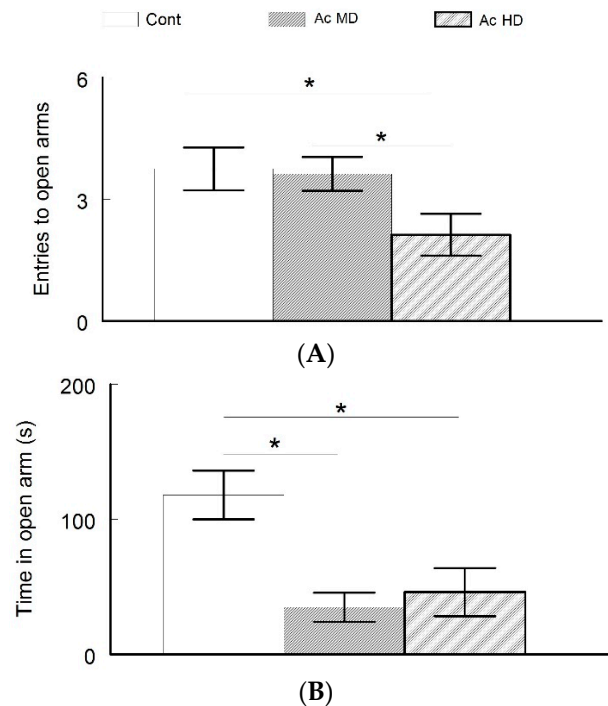 Cont Ac MD Ac HD
Entries to open arms
6
*
*
3
0
(A)
Time in open arm (s)
200
*
*
100
0
(B)